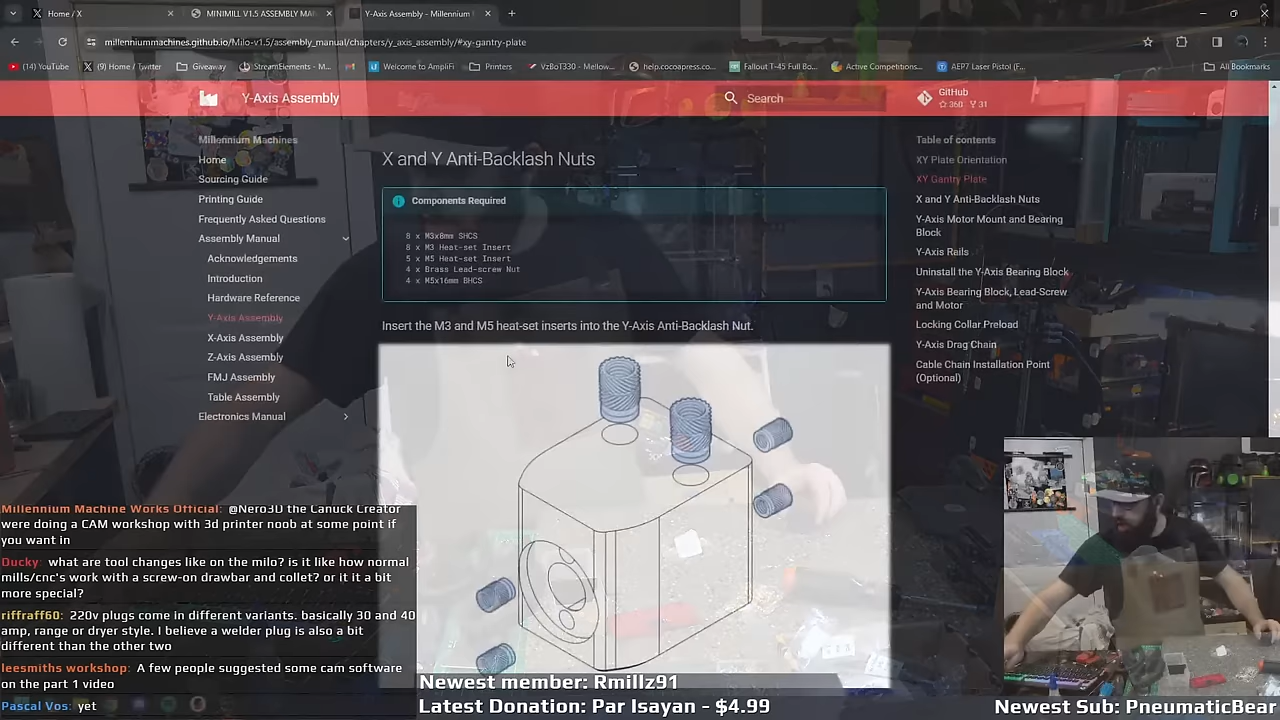 Home / X
MINIMILL V1.5 ASSEMBLY MAN
Y-Axis Assembly - Millennium
milleniummachines.github.io/Milo-v1.5/assembly_manual/chapters/y_axis_assembly/#xy-gantry-plate
(14) YouTube
(9) Home / Twitter
Giveaway
StreamElements - M...
Welcome to AmpliFi
Printers
VzBoT330 - Mellow...
help.cocoapress.co...
Fallout T-45 Full Bo...
Active Competitions...
AEP7 Laser Pistol (F...
All Bookmarks
Y-Axis Assembly
Search
GitHub
360 31
Millennium Machines
Home
Sourcing Guide
Printing Guide
Frequently Asked Questions
Assembly Manual
Acknowledgements
Introduction
Hardware Reference
Y-Axis Assembly
X-Axis Assembly
Z-Axis Assembly
FMJ Assembly
Table Assembly
Electronics Manual
X and Y Anti-Backlash Nuts
Components Required
8 x M3x8mm SHCS
8 x M3 Heat-set Insert
5 x M5 Heat-set Insert
4 x Brass Lead-screw Nut
4 x M5x16mm BHCS
Insert the M3 and M5 heat-set inserts into the Y-Axis Anti-Backlash Nut.
Table of contents
XY Plate Orientation
XY Gantry Plate
X and Y Anti-Backlash Nuts
Y-Axis Motor Mount and Bearing
Block
Y-Axis Rails
Uninstall the Y-Axis Bearing Block
Y-Axis Bearing Block, Lead-Screw
and Motor
Locking Collar Preload
Y-Axis Drag Chain
Cable Chain Installation Point
(Optional)
Millennium Machine Works Official: @Nero3D the Canuck Creator
were doing a CAM workshop with 3d printer noob at some point if
you want in
Ducky: what are tool changes like on the milo? is it like how normal
mills/cnc's work with a screw-on drawbar and collet? or it it a bit
more special?
riffraff60: 220v plugs come in different variants. basically 30 and 40
amp, range or dryer style. I believe a welder plug is also a bit
different than the other two
leesmiths workshop: A few people suggested some cam software
on the part 1 video
Pascal Vos: yet
Newest member: Rmillz91
Latest Donation: Par Isayan - $4.99
Newest Sub: PneumaticBear